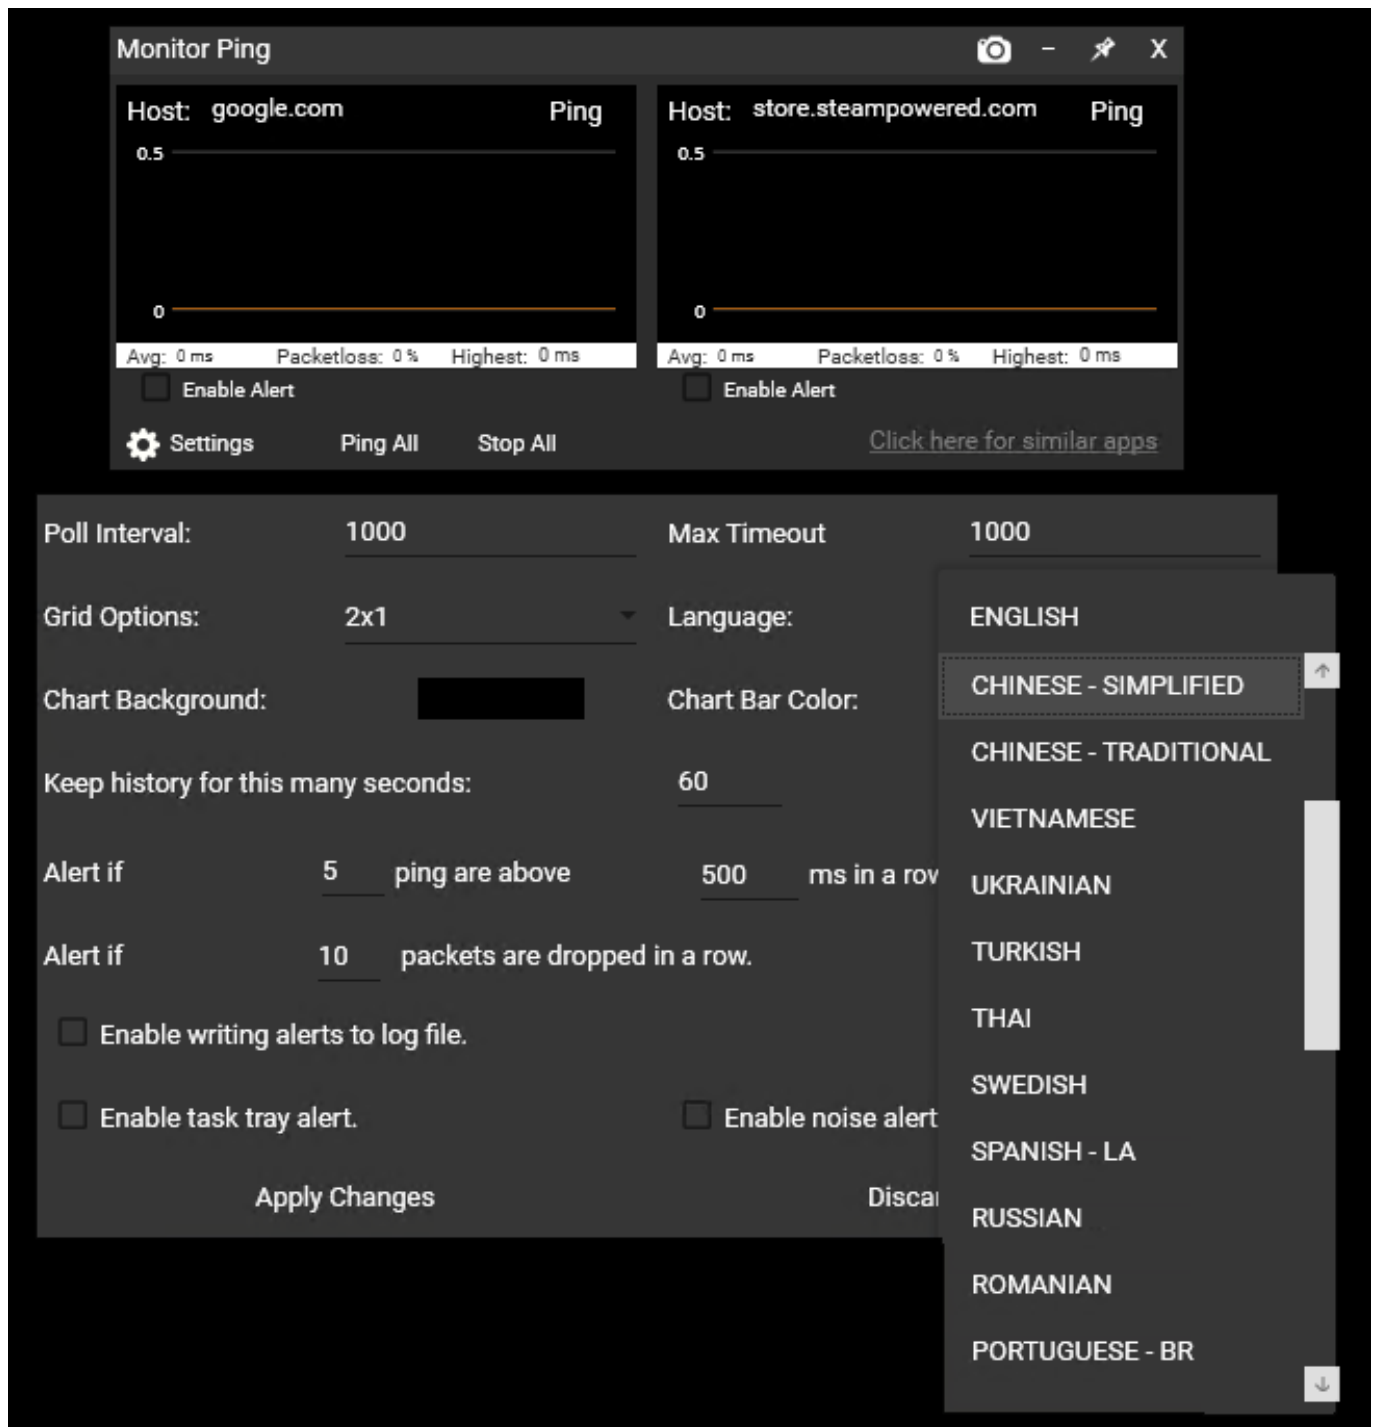 Monitor Ping X
Host: google.com Ping
0.5
0
Avg: 0 ms Packetloss: 0 % Highest: 0 ms
Enable Alert
Host: store.steampowered.com Ping
0.5
0
Avg: 0 ms Packetloss: 0 % Highest: 0 ms
Enable Alert
Settings Ping All Stop All Click here for similar apps
Poll Interval: 1000 Max Timeout 1000
Grid Options: 2x1 Language:
Chart Background: Chart Bar Color:
Keep history for this many seconds: 60
Alert if 5 ping are above 500 ms in a row
Alert if 10 packets are dropped in a row.
Enable writing alerts to log file.
Enable task tray alert. Enable noise alert
Apply Changes Discar
ENGLISH
CHINESE - SIMPLIFIED
CHINESE - TRADITIONAL
VIETNAMESE
UKRAINIAN
TURKISH
THAI
SWEDISH
SPANISH - LA
RUSSIAN
ROMANIAN
PORTUGUESE - BR